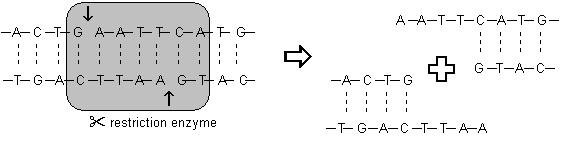 A-A-T-T-C-A-T-G-
-A-C-T-G A-A-T-T-C-A-T-G-
G-T-A-C-
-A-C-T-G
-T-G-A-C-T-T-A-A G-T-A-C-
restriction enzyme
-T-G-A-C-T-T-A-A